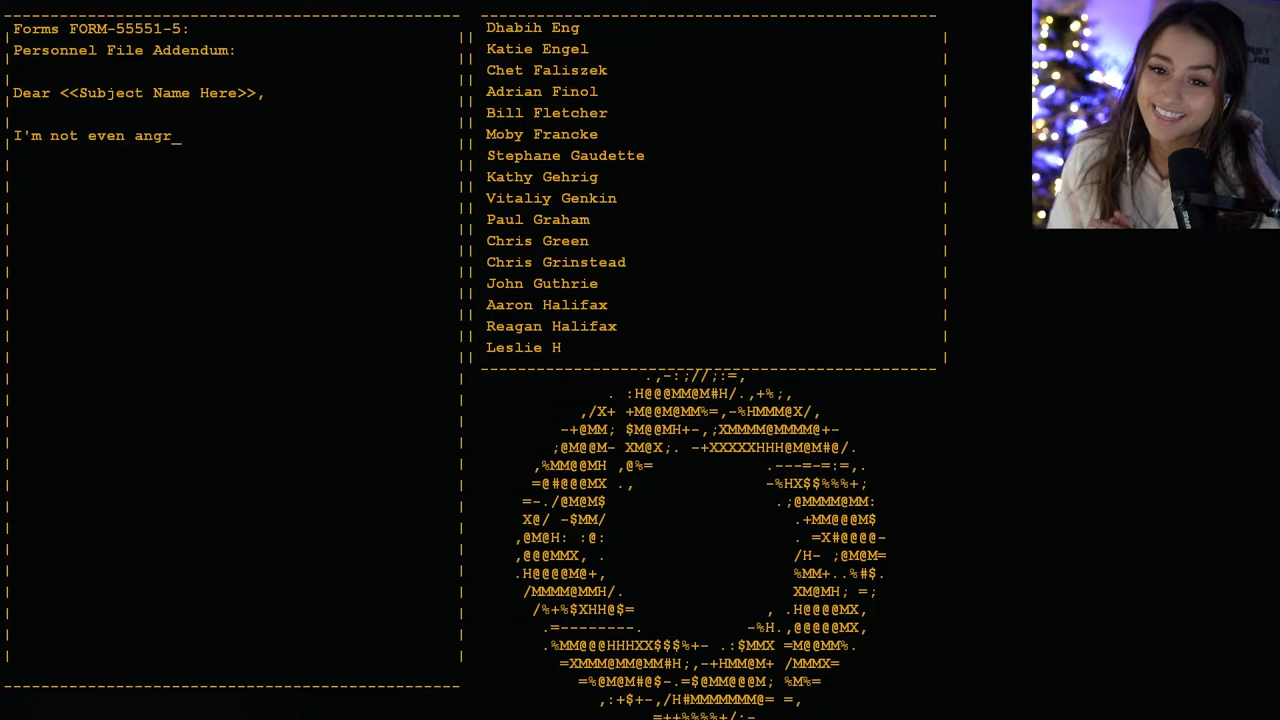 Forms FORM-55551-5:
Personnel File Addendum:
Dear <<Subject Name Here>>,
I'm not even angr_
Dhabih Eng
Katie Engel
Chet Faliszek
Adrian Finol
Bill Fletcher
Moby Francke
Stephane Gaudette
Kathy Gehrig
Vitaliy Genkin
Paul Graham
Chris Green
Chris Grinstead
John Guthrie
Aaron Halifax
Reagan Halifax
Leslie H